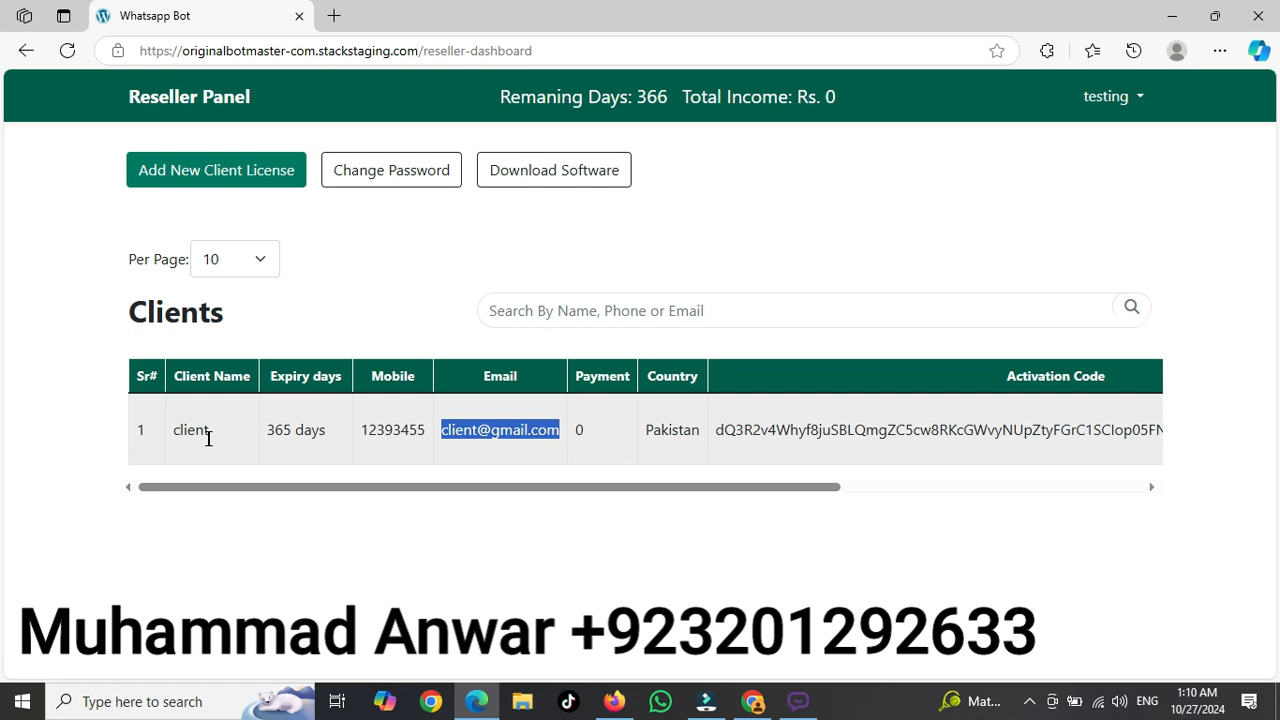 Whatsapp Bot
https://originalbotmaster-com.stackstaging.com/reseller-dashboard
Reseller Panel
Remaning Days: 366 Total Income: Rs. 0
testing
Add New Client License
Change Password
Download Software
Per Page: 10
Clients
Search By Name, Phone or Email
Sr# Client Name Expiry days Mobile Email Payment Country Activation Code
1 client 365 days 12393455 client@gmail.com 0 Pakistan dQ3R2v4Whyf8juSBLQmgZC5cw8RKcGWvyNUpZtyFGrC1SClop05FN
Muhammad Anwar +923201292633
Type here to search
Mat...
ENG
1:10 AM
10/27/2024